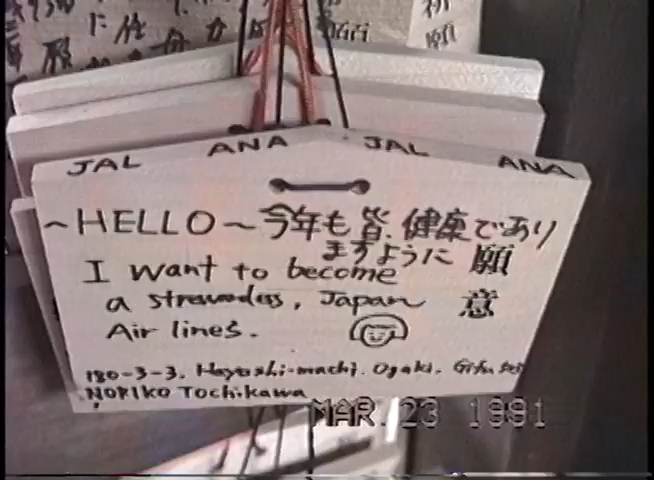 JAL ANA JAL ANA
~HELLO~ 今年も皆、健康であり
ますように
願意
I want to become
a strewardess, Japan
Air lines.
180-3-3. Hayashi-machi. Ogaki. Gifu
NORIKO TOCHIKAWA
MAR. 23 1991